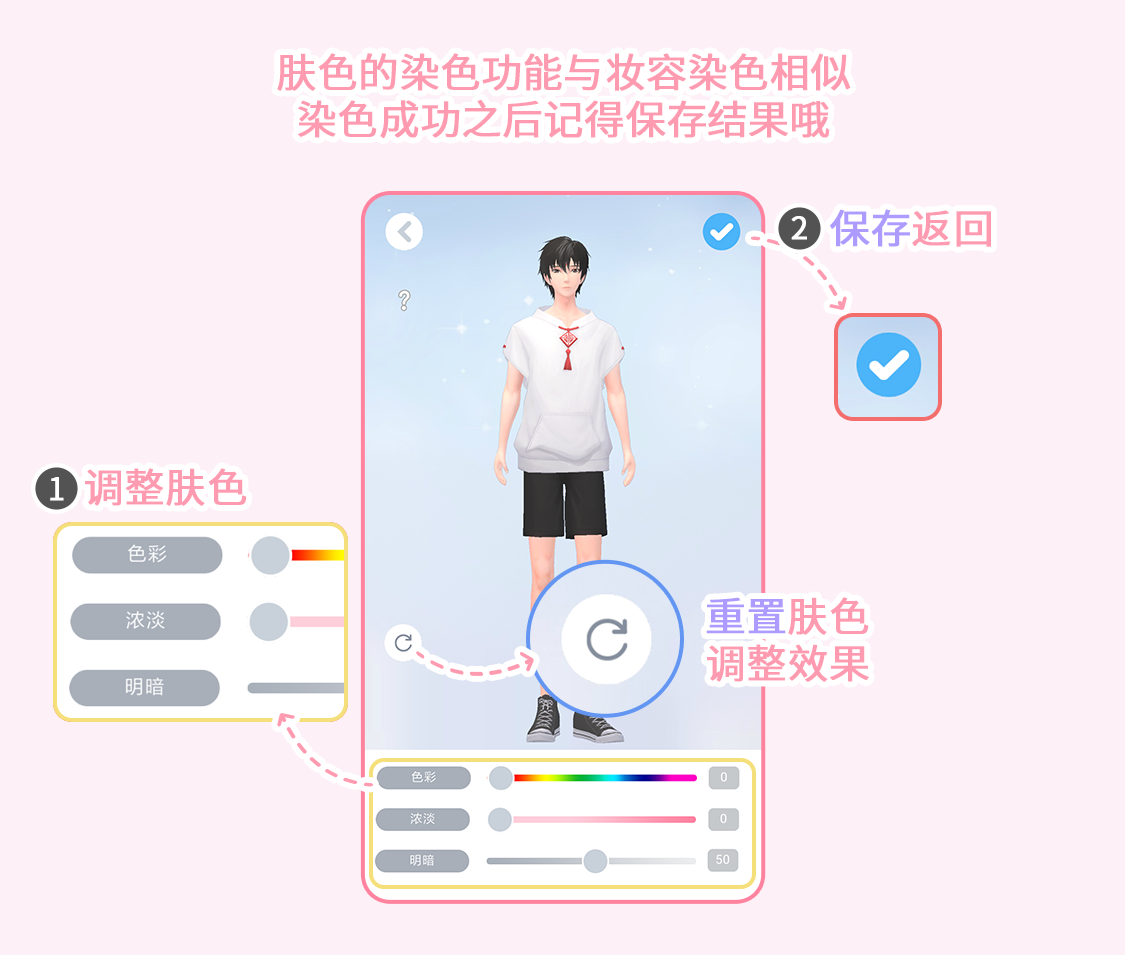 肤色的染色功能与妆容染色相似
染色成功之后记得保存结果哦
2 保存返回
?
1 调整肤色
色彩
浓淡
明暗
重置肤色
调整效果
色彩 0
浓淡 0
明暗 50